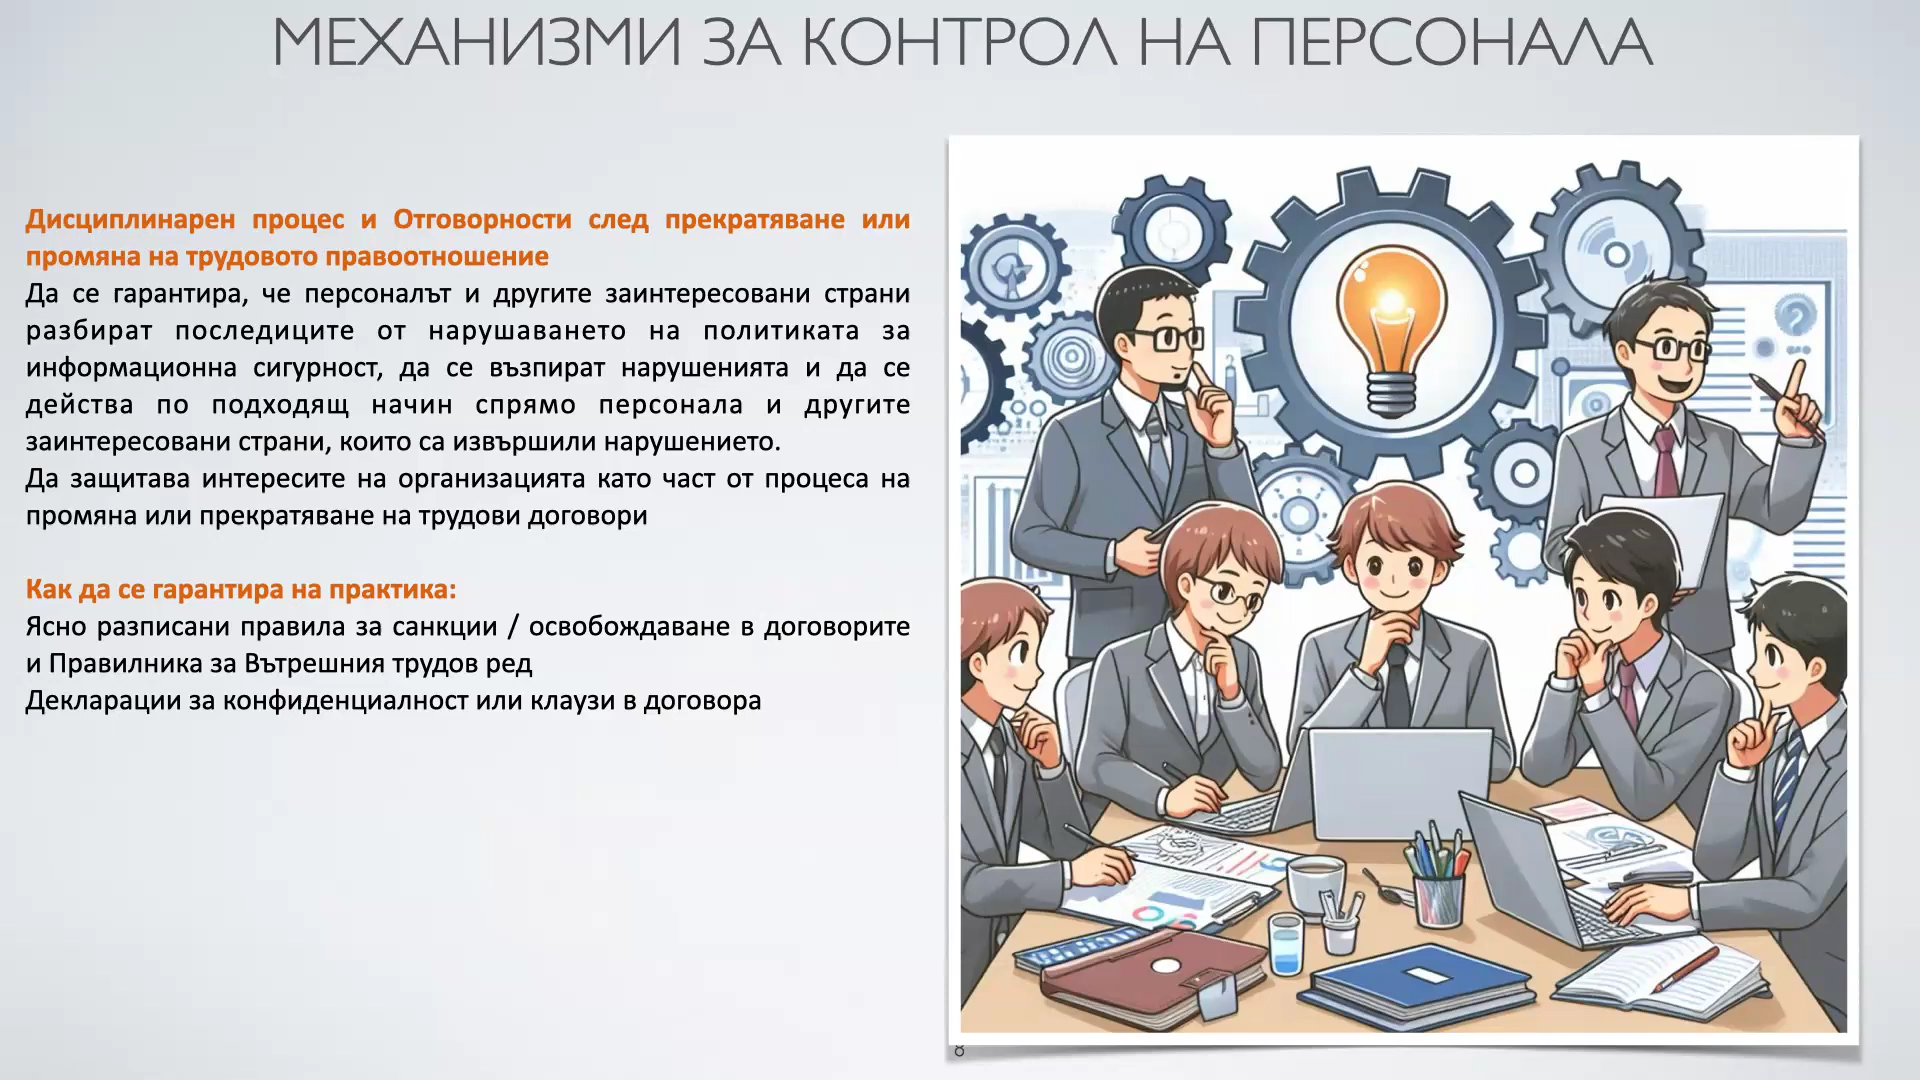 МЕХАНИЗМИ ЗА КОНТРОЛ НА ПЕРСОНАЛА
Дисциплинарен процес и Отговорности след прекратяване или
промяна на трудовото правоотношение
Да се гарантира, че персоналът и другите заинтересовани страни
разбират последиците от нарушаването на политиката за
информационна сигурност, да се възпират нарушенията и да се
действа по подходящ начин спрямо персонала и другите
заинтересовани страни, които са извършили нарушението.
Да защитава интересите на организацията като част от процеса на
промяна или прекратяване на трудови договори
Как да се гарантира на практика:
Ясно разписани правила за санкции / освобождаване в договорите
и Правилника за Вътрешния трудов ред
Декларации за конфиденциалност или клаузи в договора
?
8